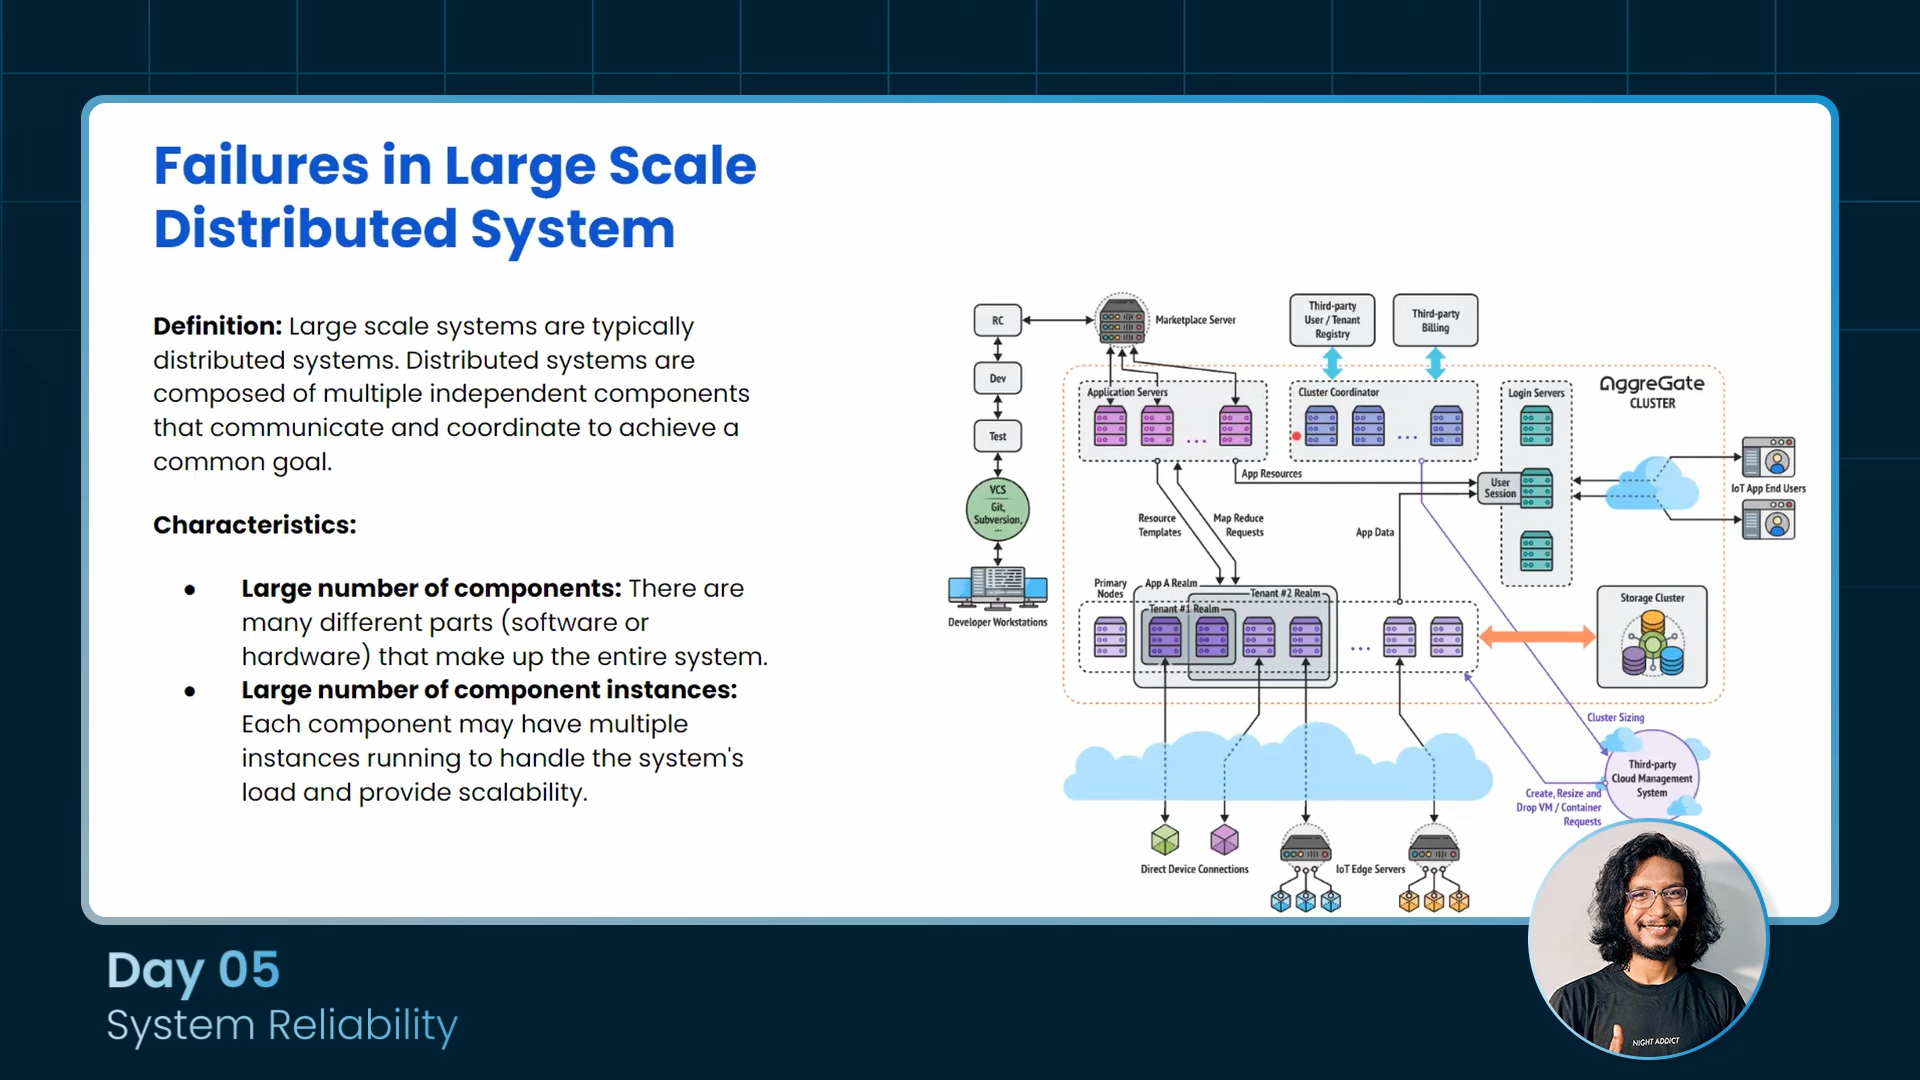 Failures in Large Scale
Distributed System
Definition: Large scale systems are typically
distributed systems. Distributed systems are
composed of multiple independent components
that communicate and coordinate to achieve a
common goal.
Characteristics:
● Large number of components: There are
many different parts (software or
hardware) that make up the entire system.
● Large number of component instances:
Each component may have multiple
instances running to handle the system's
load and provide scalability.
RC
Marketplace Server
Third-party
User / Tenant
Registry
Third-party
Billing
Dev
Test
VCS
Git,
Subversion,
...
Developer Workstations
Application Servers
...
Cluster Coordinator
...
Login Servers
AggreGate
CLUSTER
App Resources
User
Session
IoT App End Users
Resource
Templates
Map Reduce
Requests
App Data
Primary
Nodes
App A Realm
Tenant #2 Realm
Tenant #1 Realm
...
Storage Cluster
Cluster Sizing
Third-party
Cloud Management
System
Create, Resize and
Drop VM / Container
Requests
Direct Device Connections
IoT Edge Servers
NIGHT ADDICT
Day 05
System Reliability